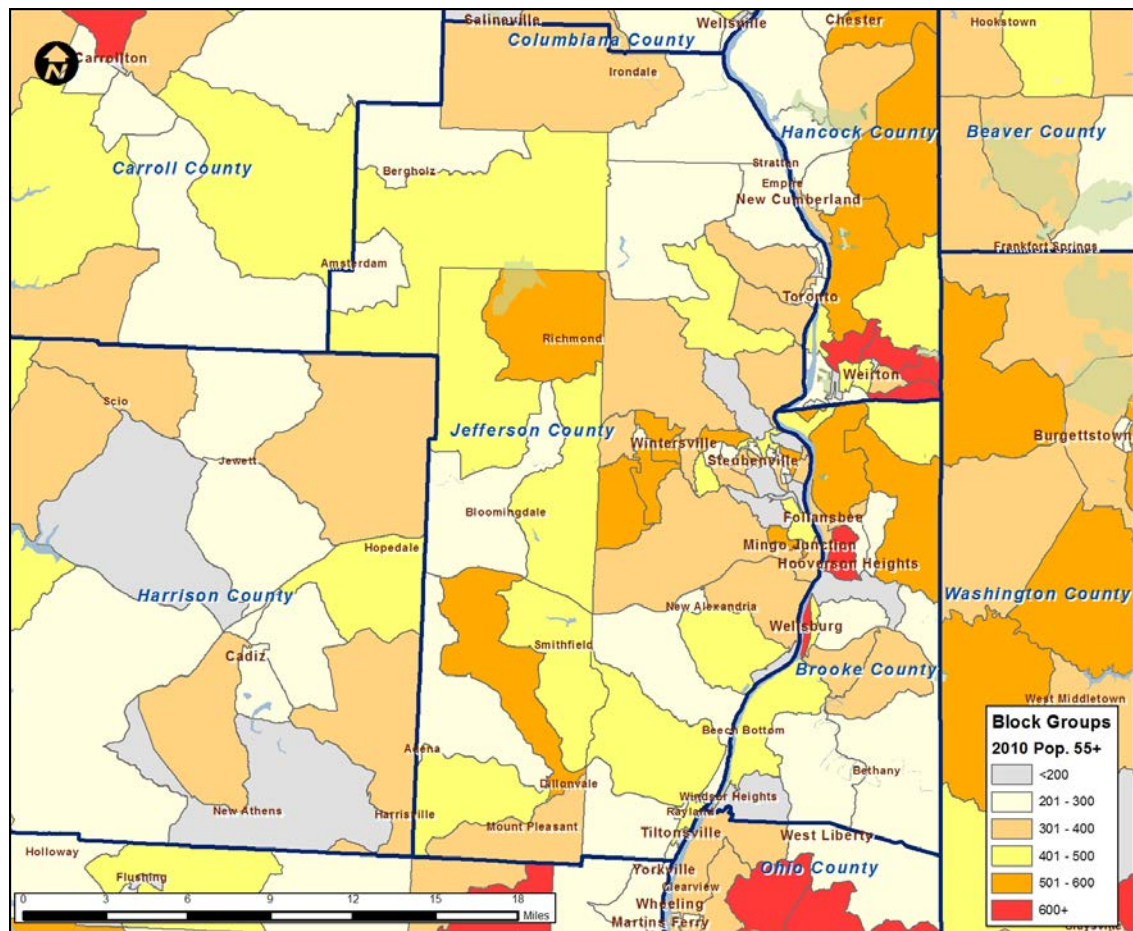 Salineville
Wellsville
Chester
Hookstown
Columbiana County
N
Carrollton
Irondale
Hancock County
Beaver County
Carroll County
Bergholz
Stratton
Empire
New Cumberland
Frankfort Springs
Amsterdam
Toronto
Richmond
Weirton
Scio
Jefferson County
Wintersville
Burgettstown
Jewett
Steubenville
Bloomingdale
Follansbee
Hopedale
Mingo Junction
Hooverson Heights
Harrison County
Washington County
New Alexandria
Wellsburg
Smithfield
Cadiz
Brooke County
West Middletown
Beech Bottom
Adena
Bethany
Dillonvale
Windsor Heights
New Athens
Harrisville
Rayland
Mount Pleasant
Tiltonsville
West Liberty
Holloway
Yorkville
Ohio County
Flushing
Clearview
Wheeling
Martins Ferry
Claysville
Block Groups
2010 Pop. 55+
<200
201 - 300
301 - 400
401 - 500
501 - 600
600+
0 3 6 9 12 18
Miles